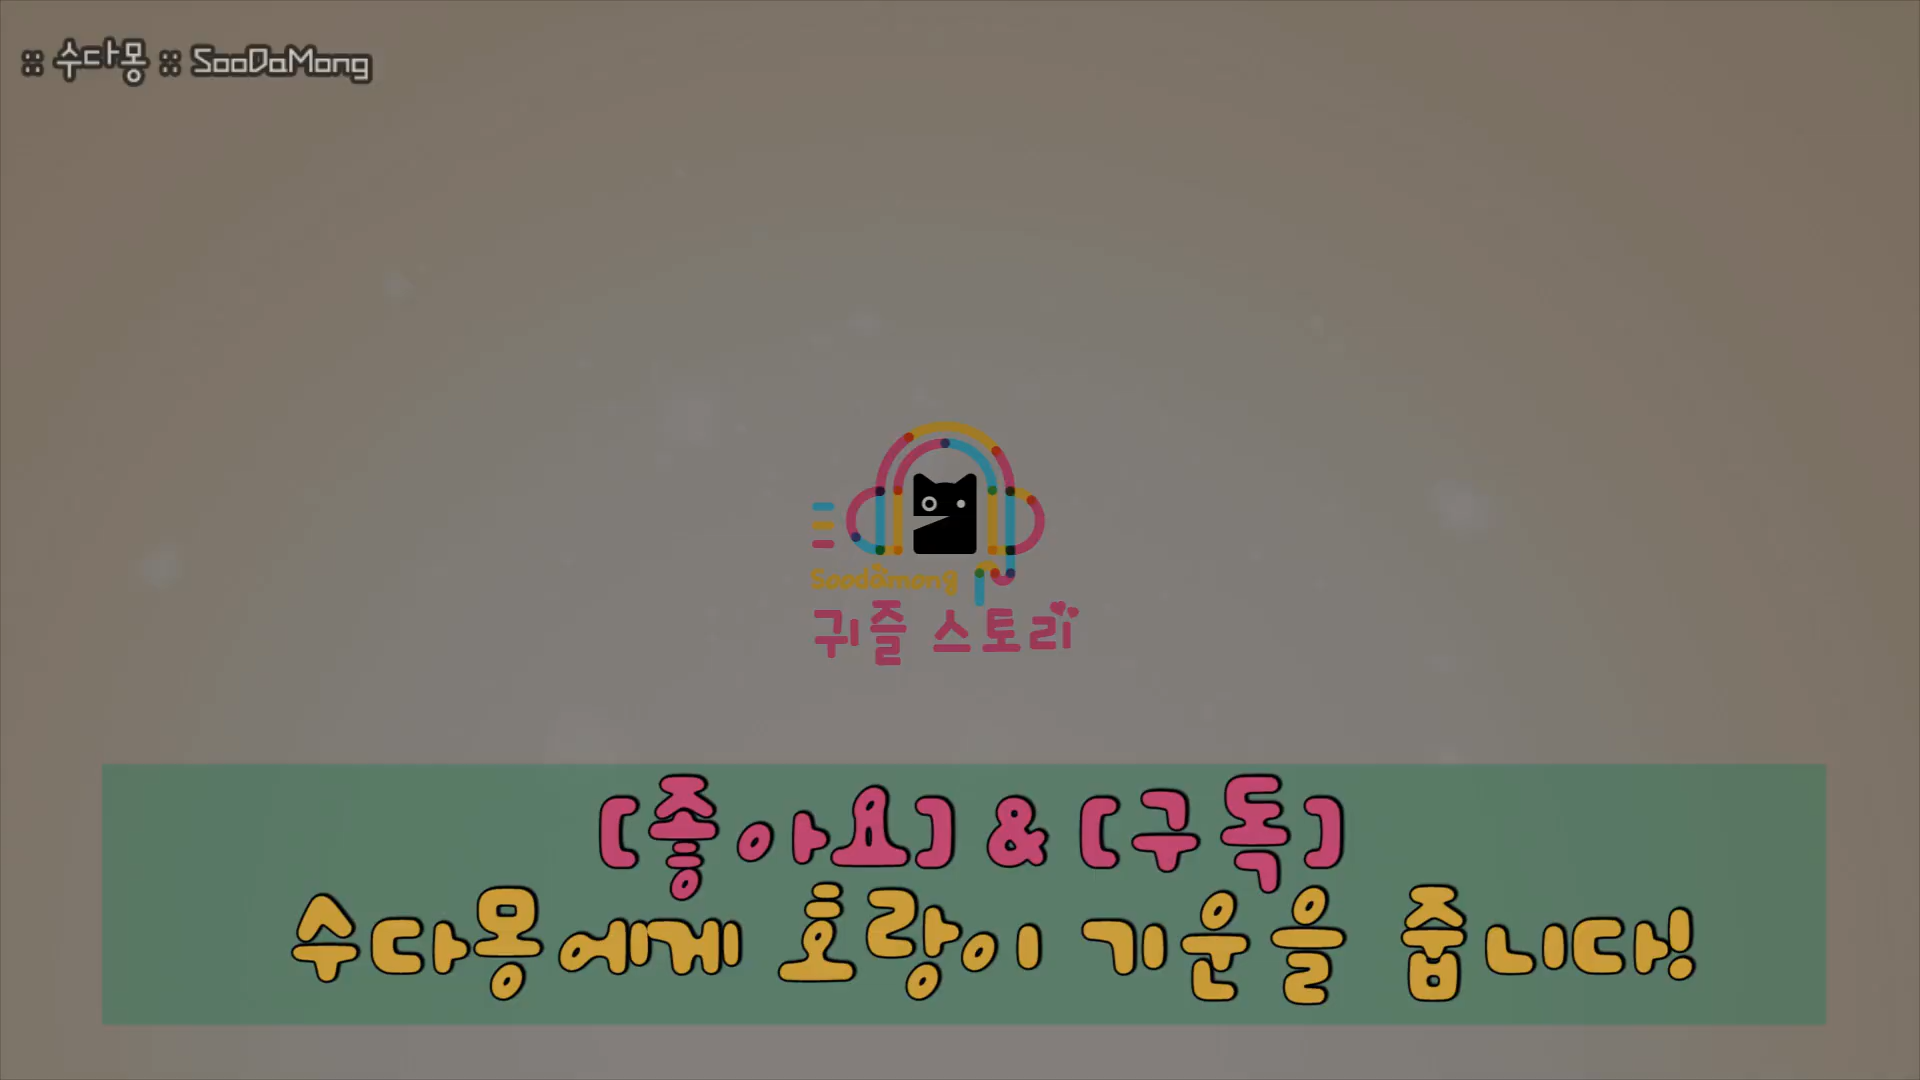 :: 수다몽 :: SooDaMong
Soodamong
귀즐 스토리
[좋아요] & [구독]
수다몽에게 호랑이 기운을 줍니다!